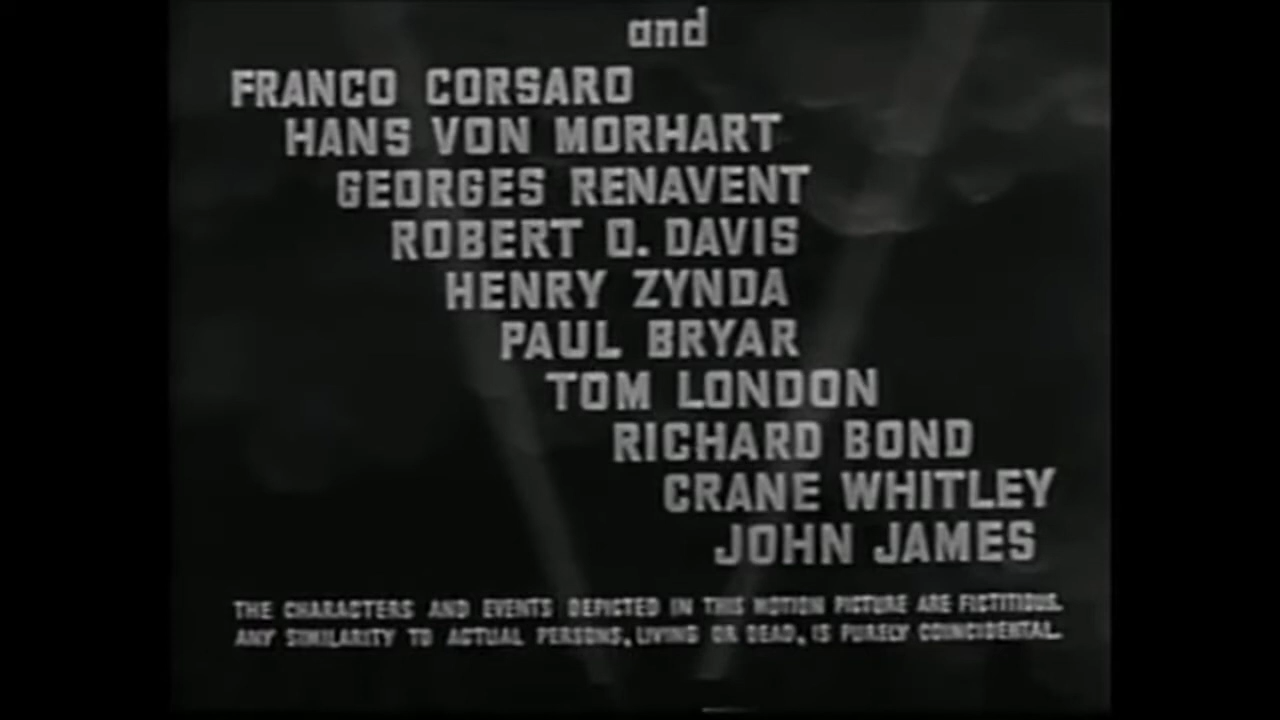 and
FRANCO CORSARO
HANS VON MORHART
GEORGES RENAVENT
ROBERT O. DAVIS
HENRY ZYNDA
PAUL BRYAR
TOM LONDON
RICHARD BOND
CRANE WHITLEY
JOHN JAMES
THE CHARACTERS AND EVENTS DEPICTED IN THIS MOTION PICTURE ARE FICTITIOUS.
ANY SIMILARITY TO ACTUAL PERSONS, LIVING OR DEAD, IS PURELY COINCIDENTAL.